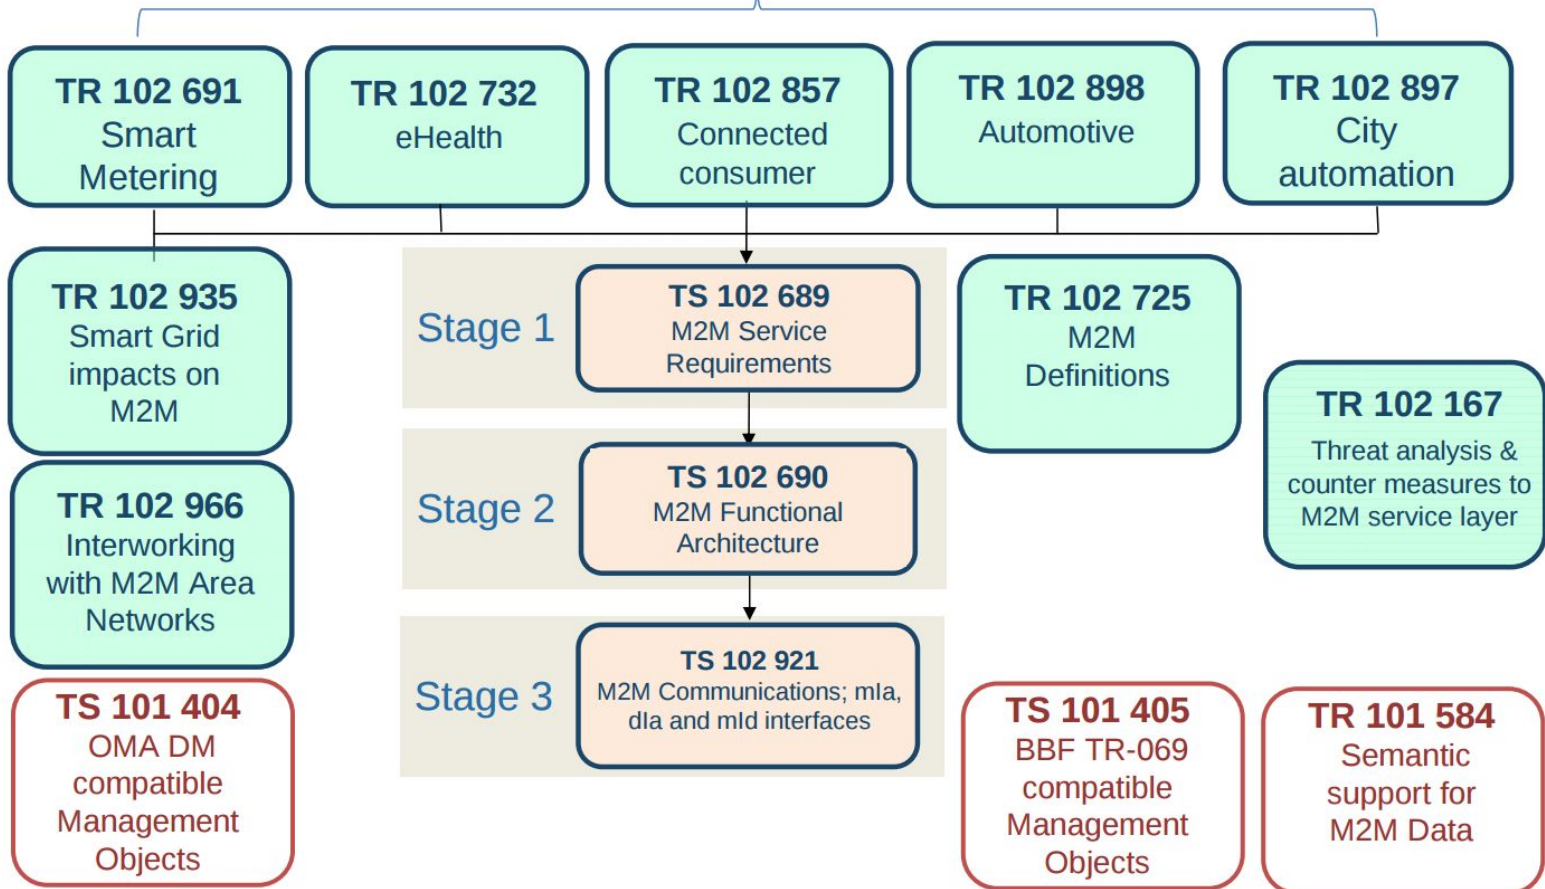 TR 102 691
Smart
Metering
TR 102 732
eHealth
TR 102 857
Connected
consumer
TR 102 898
Automotive
TR 102 897
City
automation
TR 102 935
Smart Grid
impacts on
M2M
Stage 1
TS 102 689
M2M Service
Requirements
TR 102 725
M2M
Definitions
TR 102 167
Threat analysis &
counter measures to
M2M service layer
TR 102 966
Interworking
with M2M Area
Networks
Stage 2
TS 102 690
M2M Functional
Architecture
Stage 3
TS 102 921
M2M Communications; mIa,
dIa and mId interfaces
TS 101 404
OMA DM
compatible
Management
Objects
TS 101 405
BBF TR-069
compatible
Management
Objects
TR 101 584
Semantic
support for
M2M Data